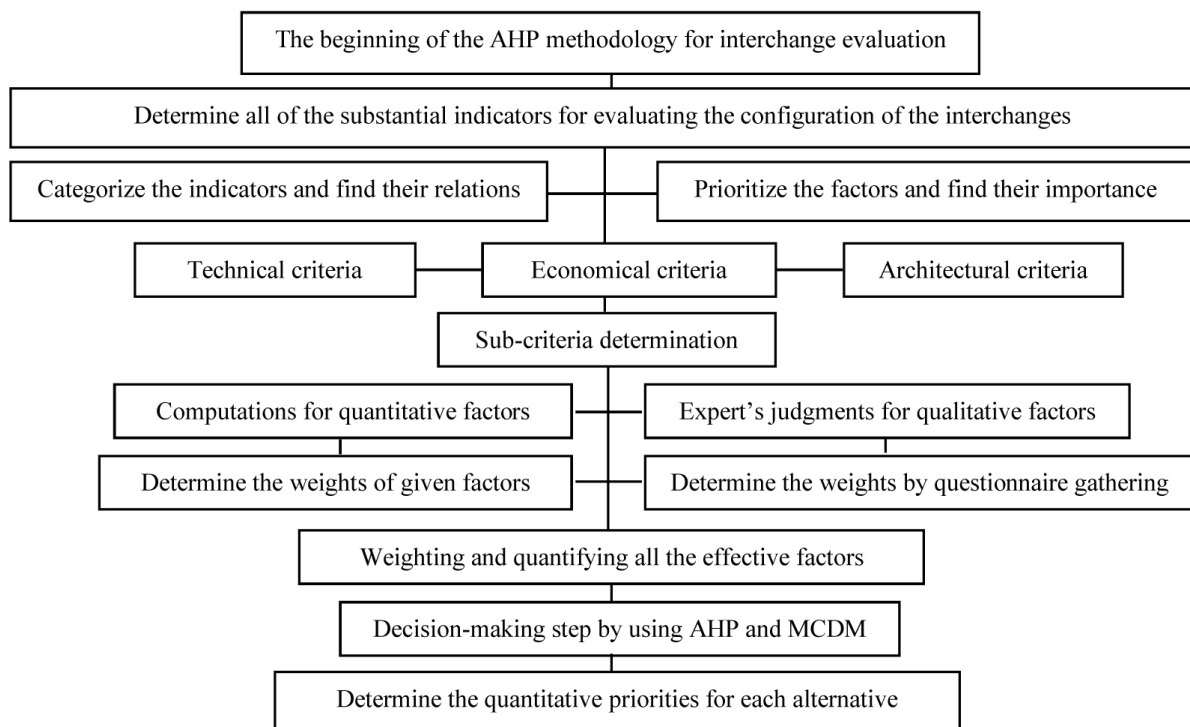 The beginning of the AHP methodology for interchange evaluation
Determine all of the substantial indicators for evaluating the configuration of the interchanges
Categorize the indicators and find their relations
Prioritize the factors and find their importance
Technical criteria
Economical criteria
Architectural criteria
Sub-criteria determination
Computations for quantitative factors
Expert’s judgments for qualitative factors
Determine the weights of given factors
Determine the weights by questionnaire gathering
Weighting and quantifying all the effective factors
Decision-making step by using AHP and MCDM
Determine the quantitative priorities for each alternative